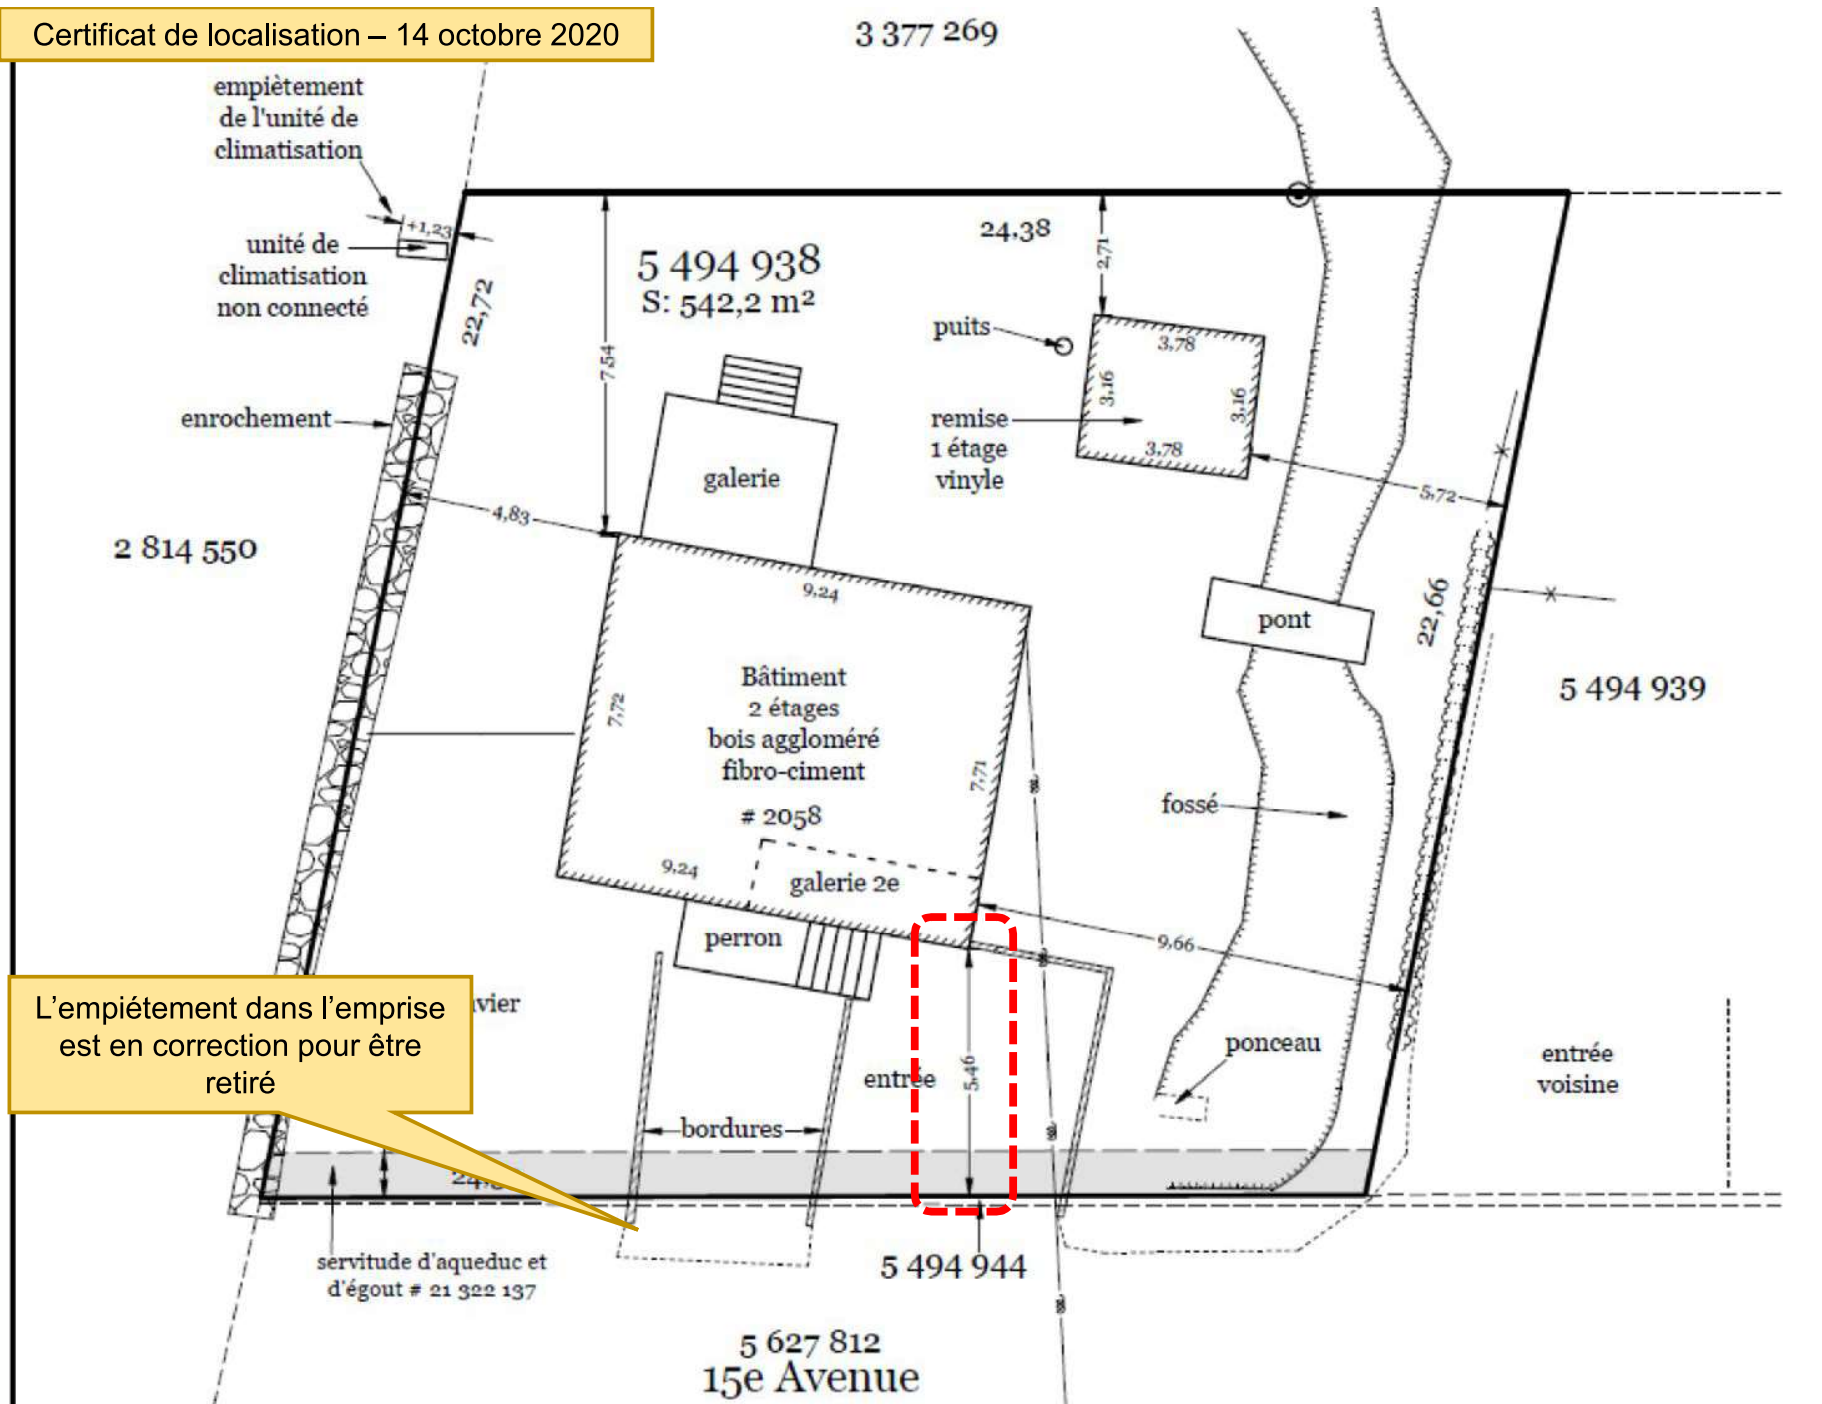 Certificat de localisation – 14 octobre 2020
3 377 269
empiètement
de l'unité de
climatisation
+1,23
unité de
climatisation
non connecté
22,72
5 494 938
S: 542,2 m²
24,38
2,71
7,54
puits
3,78
3,16
3,16
remise
1 étage
vinyle
3,78
enrochement
galerie
4,83
5,72
2 814 550
9,24
pont
22,66
5 494 939
Bâtiment
2 étages
bois aggloméré
fibro-ciment
# 2058
7,72
7,71
fossé
9,24
galerie 2e
perron
9,66
L'empiétement dans l'emprise
est en correction pour être
retiré
vier
entrée
5,46
ponceau
entrée
voisine
bordures
servitude d'aqueduc et
d'égout # 21 322 137
5 494 944
5 627 812
15e Avenue